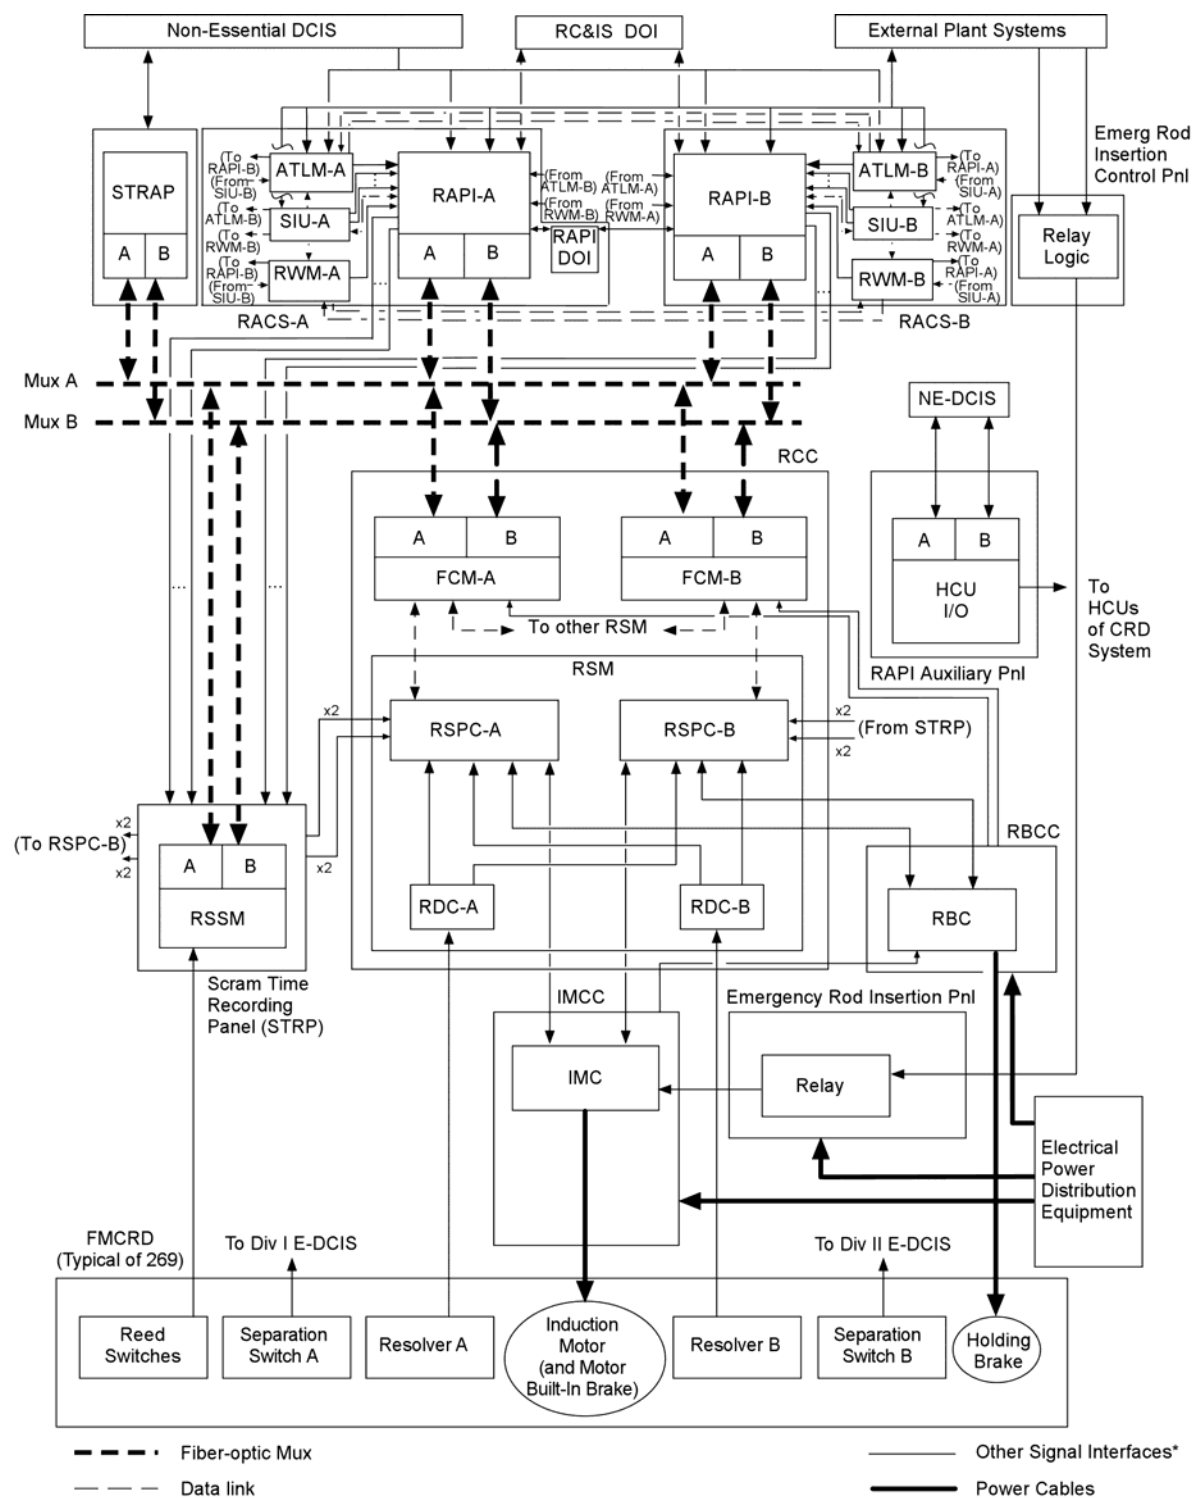 Non-Essential DCIS
RC&IS DOI
External Plant Systems
Emerg Rod
Insertion
Control Pnl
STRAP
A
B
(To
RAPI-B)
(From
SIU-B)
(To
ATLM-B)
(To
RWM-B)
(To
RAPI-B)
(From
SIU-B)
ATLM-A
SIU-A
RWM-A
RAPI-A
A
B
(From
ATLM-B)
(From
RWM-B)
(From
ATLM-A)
(From
RWM-A)
RAPI
DOI
RAPI-B
A
B
ATLM-B
SIU-B
RWM-B
(To
RAPI-A)
(From
SIU-A)
(To
ATLM-A)
(To
RWM-A)
(To
RAPI-A)
(From
SIU-A)
Relay
Logic
RACS-A
RACS-B
Mux A
Mux B
NE-DCIS
RCC
A
B
FCM-A
A
B
FCM-B
A
B
HCU
I/O
To
HCUs
of CRD
System
To other RSM
RSM
RAPI Auxiliary Pnl
x2
RSPC-A
RSPC-B
x2
(From STRP)
x2
x2
(To RSPC-B)
x2
x2
A
B
RSSM
RDC-A
RDC-B
RBCC
RBC
Scram Time
Recording
Panel (STRP)
IMCC
Emergency Rod Insertion Pnl
IMC
Relay
Electrical
Power
Distribution
Equipment
FMCRD
(Typical of 269)
To Div I E-DCIS
To Div II E-DCIS
Reed
Switches
Separation
Switch A
Resolver A
Induction
Motor
(and Motor
Built-In Brake)
Resolver B
Separation
Switch B
Holding
Brake
Fiber-optic Mux
Other Signal Interfaces*
Data link
Power Cables